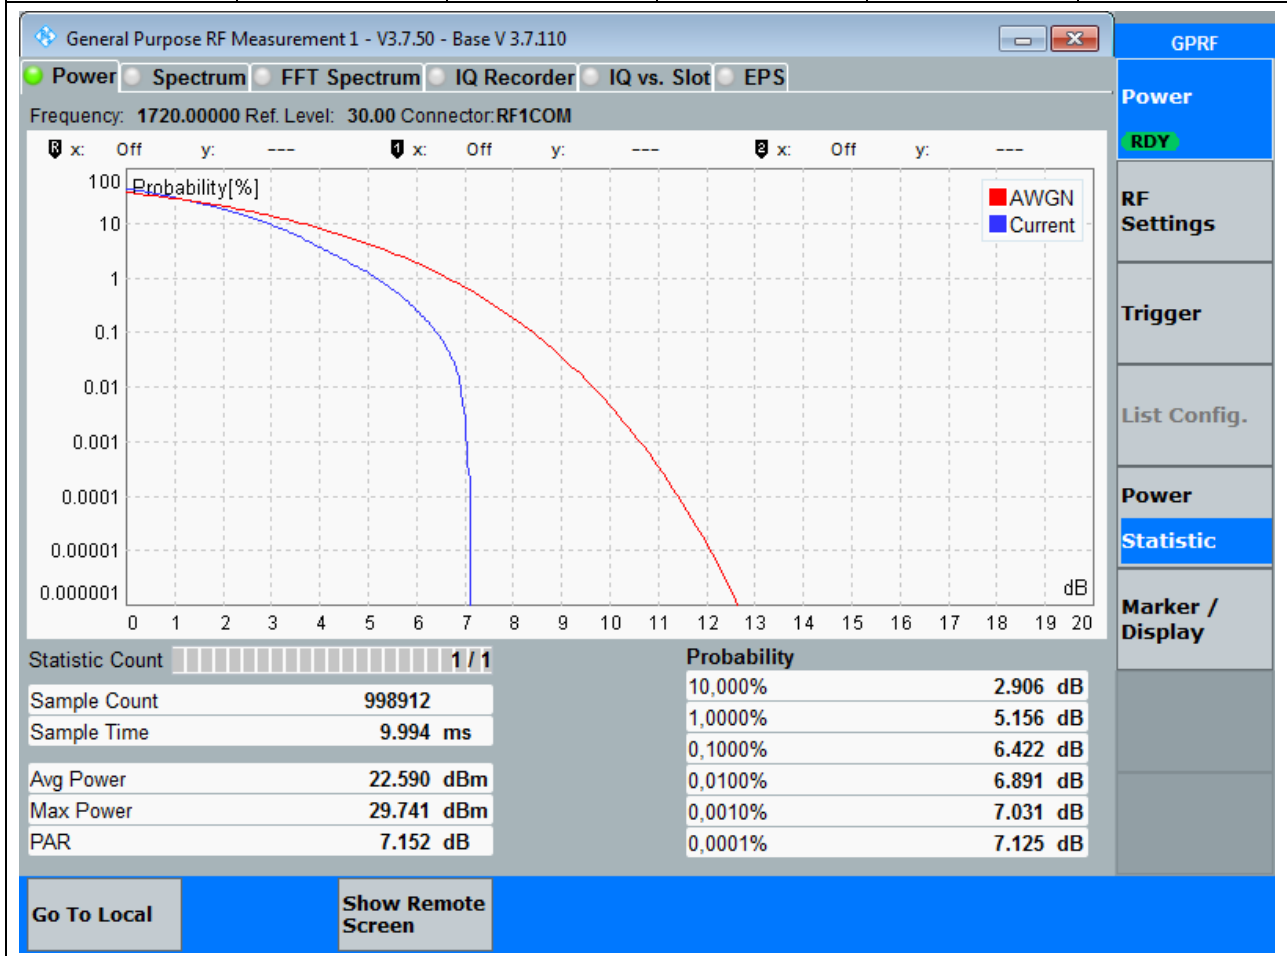 General Purpose RF Measurement 1 - V3.7.50 - Base V 3.7.110
GPRF
Power Spectrum FFT Spectrum IQ Recorder IQ vs. Slot EPS
Frequency: 1720.00000 Ref. Level: 30.00 Connector: RF1COM
R x: Off y: --- 1 x: Off y: --- 2 x: Off y: ---
Probability[%]
AWGN
Current
100
10
1
0.1
0.01
0.001
0.0001
0.00001
0.000001
dB
0 1 2 3 4 5 6 7 8 9 10 11 12 13 14 15 16 17 18 19 20
Statistic Count 1 / 1
Sample Count 998912
Sample Time 9.994 ms
Avg Power 22.590 dBm
Max Power 29.741 dBm
PAR 7.152 dB
Probability
10,000% 2.906 dB
1,0000% 5.156 dB
0,1000% 6.422 dB
0,0100% 6.891 dB
0,0010% 7.031 dB
0,0001% 7.125 dB
Power
RDY
RF
Settings
Trigger
List Config.
Power
Statistic
Marker /
Display
Go To Local
Show Remote
Screen